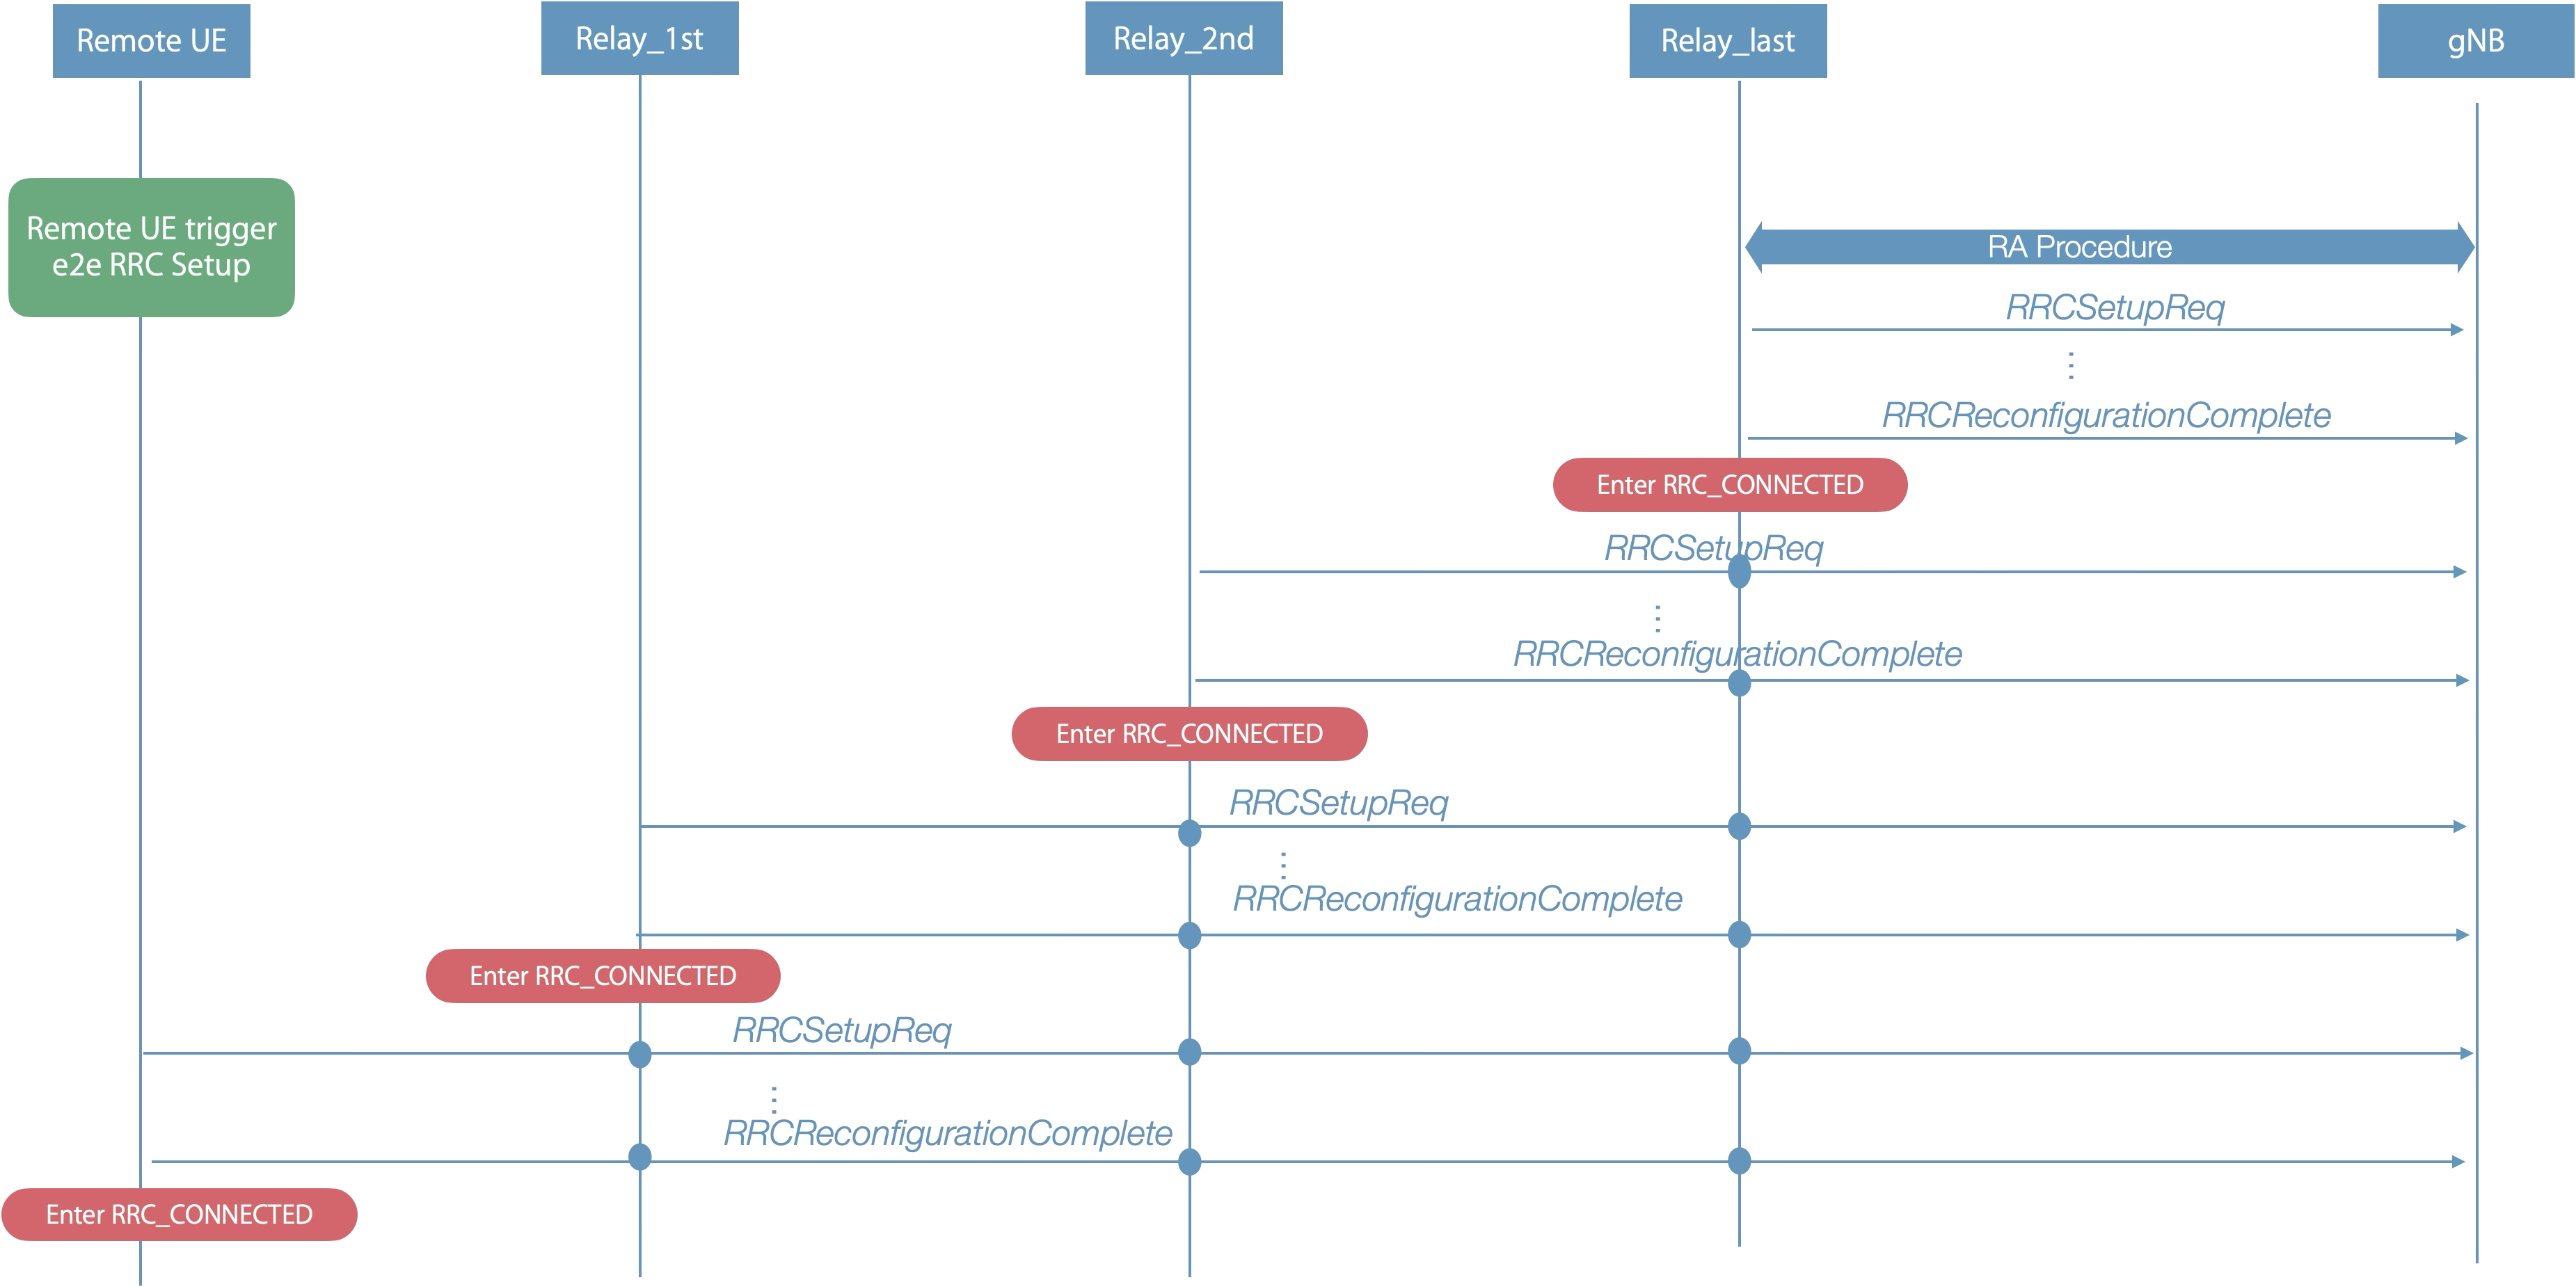 Remote UE
Relay_1st
Relay_2nd
Relay_last
gNB
Remote UE trigger
e2e RRC Setup
RA Procedure
RRCSetupReq
RRCReconfigurationComplete
Enter RRC_CONNECTED
RRCSetupReq
RRCReconfigurationComplete
Enter RRC_CONNECTED
RRCSetupReq
RRCReconfigurationComplete
Enter RRC_CONNECTED
RRCSetupReq
RRCReconfigurationComplete
Enter RRC_CONNECTED